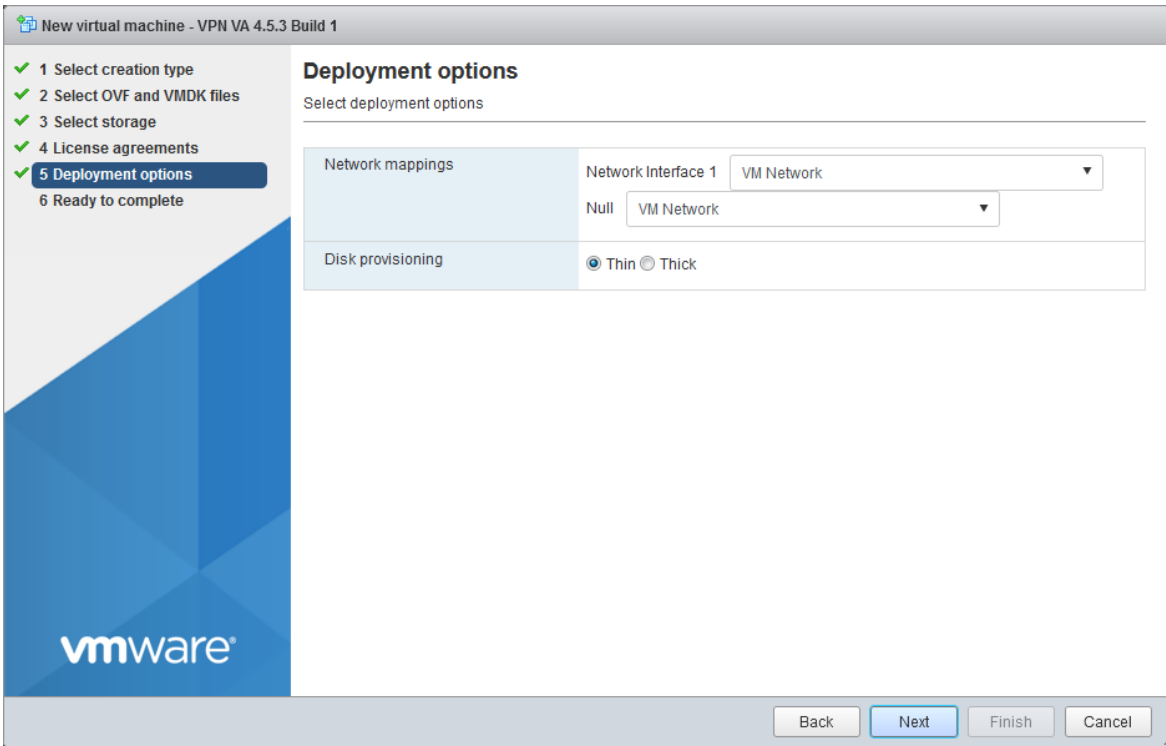 New virtual machine - VPN VA 4.5.3 Build 1
1 Select creation type
2 Select OVF and VMDK files
3 Select storage
4 License agreements
5 Deployment options
6 Ready to complete
Deployment options
Select deployment options
Network mappings
Network Interface 1 VM Network
Null VM Network
Disk provisioning
Thin Thick
vmware®
Back Next Finish Cancel